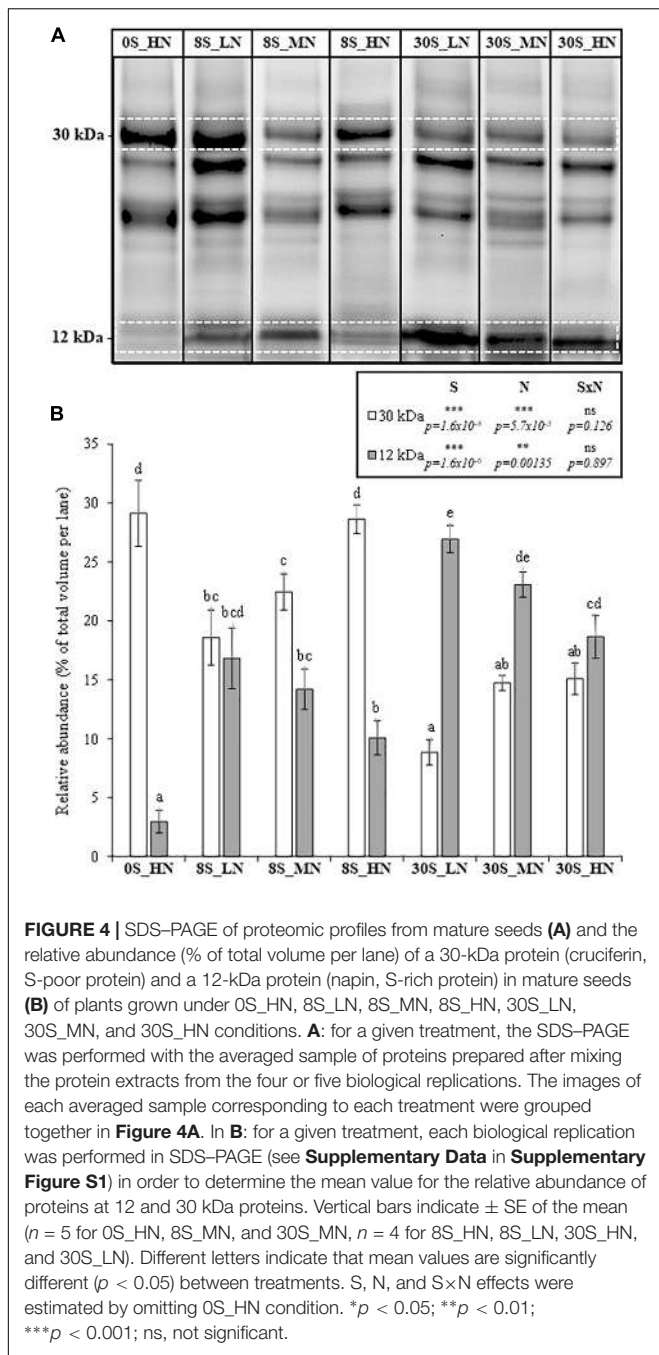 A
0S_HN 8S_LN 8S_MN 8S_HN 30S_LN 30S_MN 30S_HN
30 kDa
12 kDa
S N SxN
30 kDa *** *** ns
p=1.6x10⁻⁹ p=5.7x10⁻⁵ p=0.126
12 kDa *** ** ns
p=1.6x10⁻⁶ p=0.00135 p=0.897
B
Relative abundance (% of total volume per lane)
35
30
25
20
15
10
5
0
d a bc bcd c bc d b a e ab de ab cd
0S_HN 8S_LN 8S_MN 8S_HN 30S_LN 30S_MN 30S_HN
FIGURE 4 | SDS–PAGE of proteomic profiles from mature seeds (A) and the
relative abundance (% of total volume per lane) of a 30-kDa protein (cruciferin,
S-poor protein) and a 12-kDa protein (napin, S-rich protein) in mature seeds
(B) of plants grown under 0S_HN, 8S_LN, 8S_MN, 8S_HN, 30S_LN,
30S_MN, and 30S_HN conditions. A: for a given treatment, the SDS–PAGE
was performed with the averaged sample of proteins prepared after mixing
the protein extracts from the four or five biological replications. The images of
each averaged sample corresponding to each treatment were grouped
together in Figure 4A. In B: for a given treatment, each biological replication
was performed in SDS–PAGE (see Supplementary Data in Supplementary
Figure S1) in order to determine the mean value for the relative abundance of
proteins at 12 and 30 kDa proteins. Vertical bars indicate ± SE of the mean
(n = 5 for 0S_HN, 8S_MN, and 30S_MN, n = 4 for 8S_HN, 8S_LN, 30S_HN,
and 30S_LN). Different letters indicate that mean values are significantly
different (p < 0.05) between treatments. S, N, and S×N effects were
estimated by omitting 0S_HN condition. *p < 0.05; **p < 0.01;
***p < 0.001; ns, not significant.